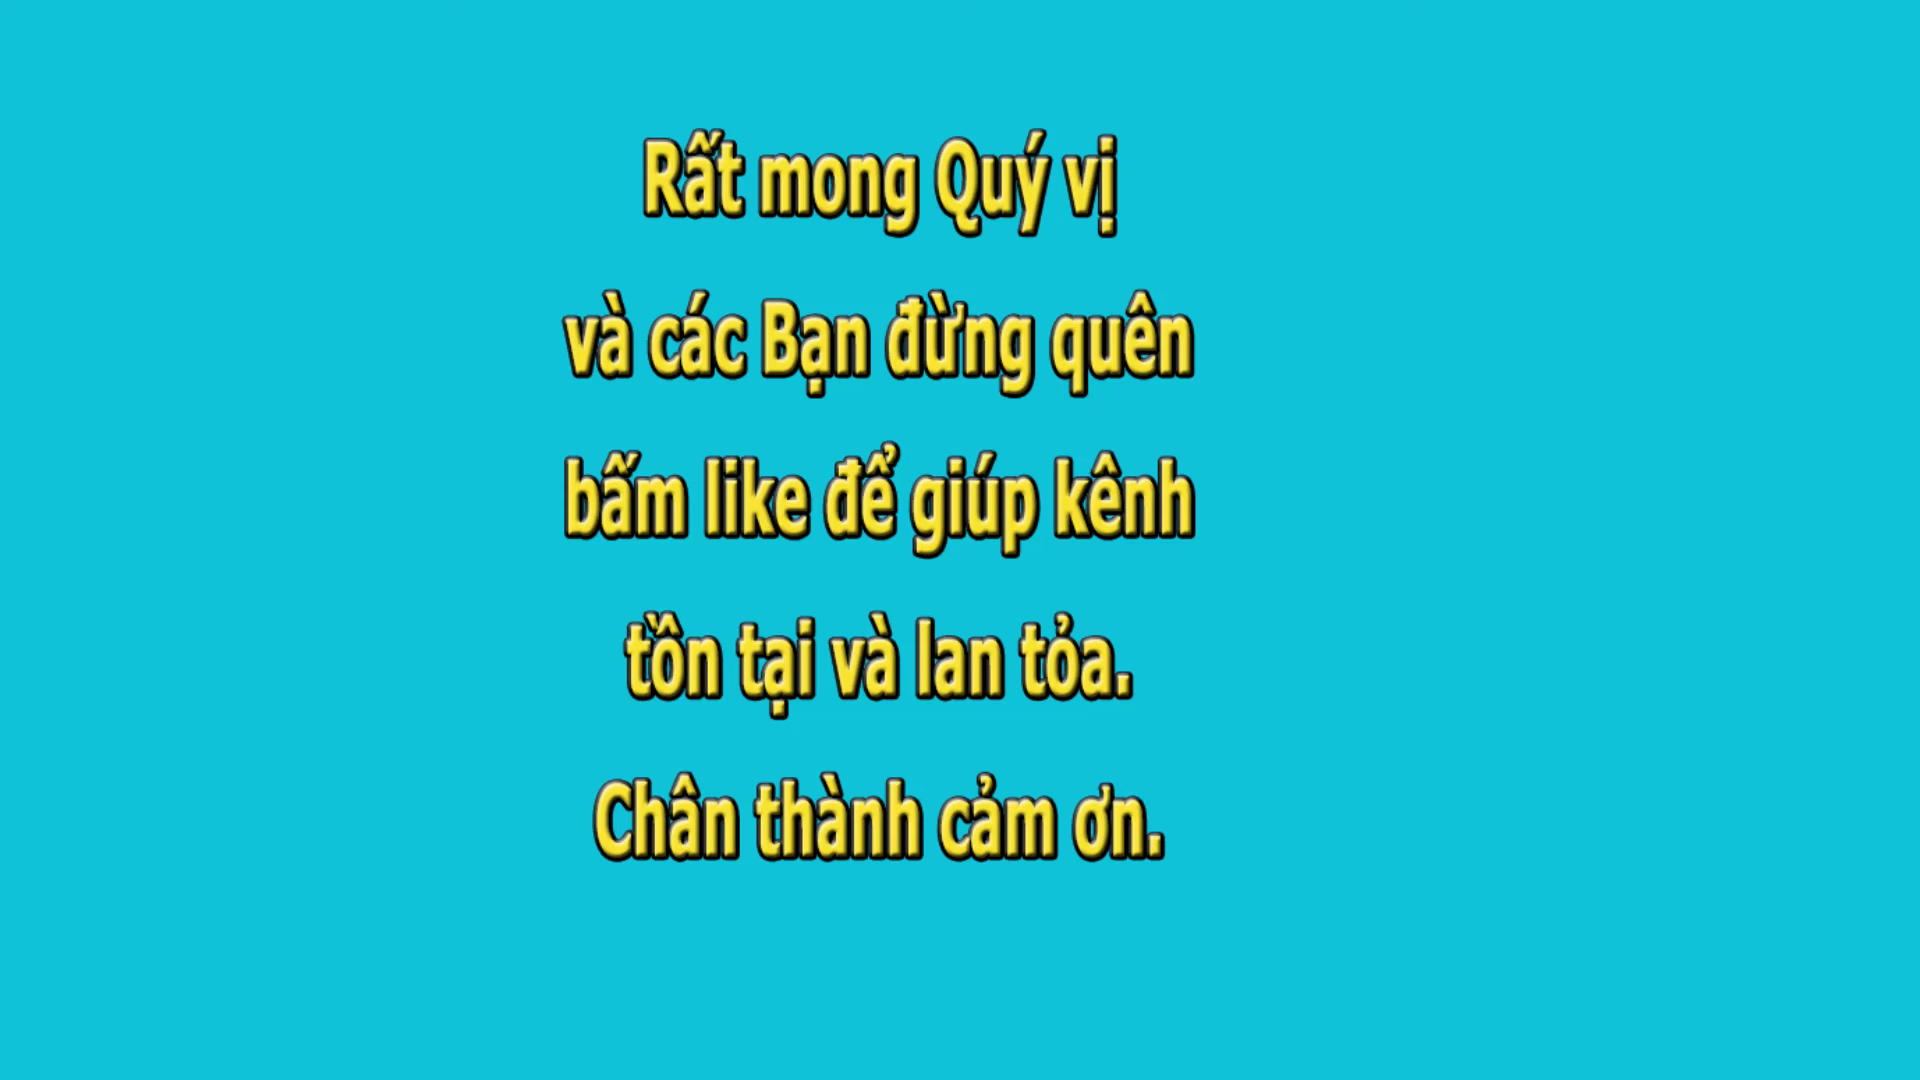 Rất mong Quý vị
và các Bạn đừng quên
bấm like để giúp kênh
tồn tại và lan tỏa.
Chân thành cảm ơn.